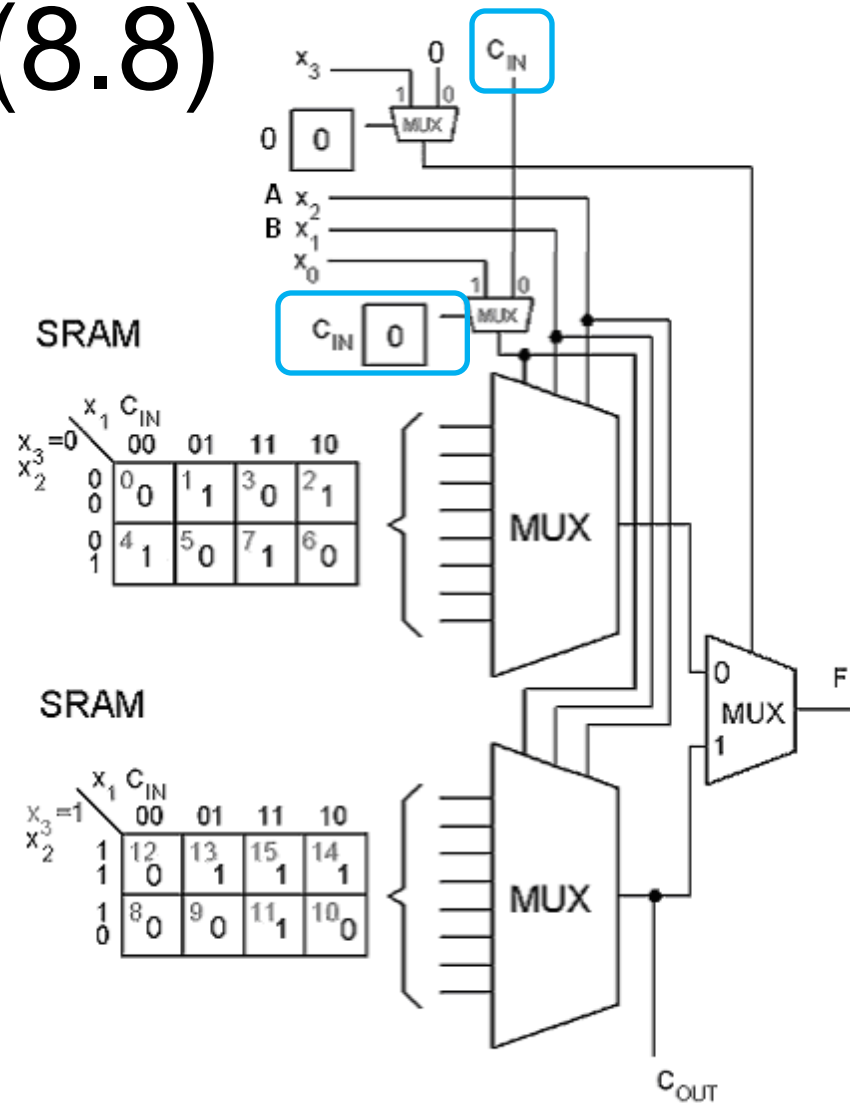 (8.8)
x3 0 CIN
1 0
MUX
0 0
A x2
B x1
x0
1 0
MUX
CIN 0
SRAM
x1 CIN
x3=0 00 01 11 10
x2
0 0 0 0 1 1 3 0 2 1
0 1 4 1 5 0 7 1 6 0
MUX
0
MUX F
1
SRAM
x1 CIN
x3=1 00 01 11 10
x2
1 1 12 0 13 1 15 1 14 1
1 0 8 0 9 0 11 1 10 0
MUX
COUT